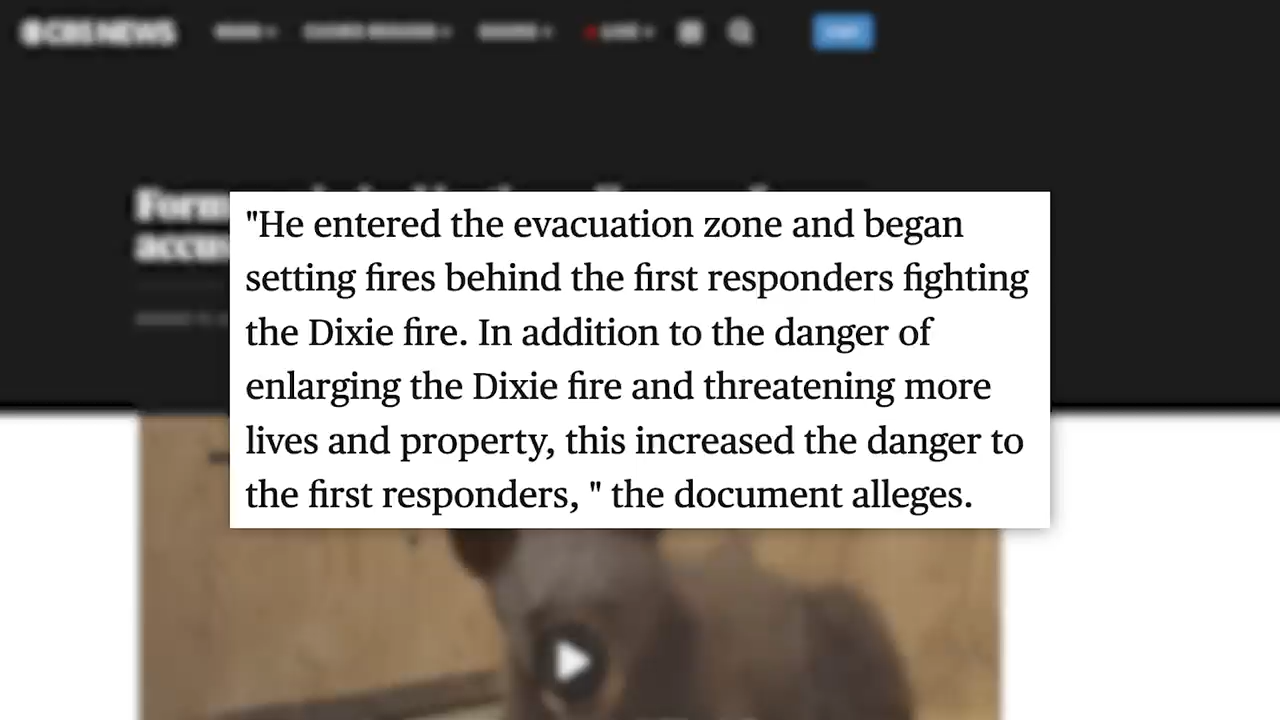 CBS NEWS
"He entered the evacuation zone and began
setting fires behind the first responders fighting
the Dixie fire. In addition to the danger of
enlarging the Dixie fire and threatening more
lives and property, this increased the danger to
the first responders, " the document alleges.